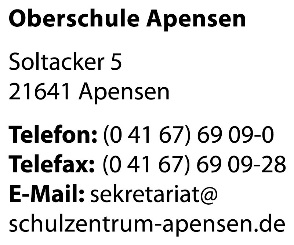 Oberschule Apensen
Soltacker 5
21641 Apensen
Telefon: (0 41 67) 69 09-0
Telefax: (0 41 67) 69 09-28
E-Mail: sekretariat@
schulzentrum-apensen.de